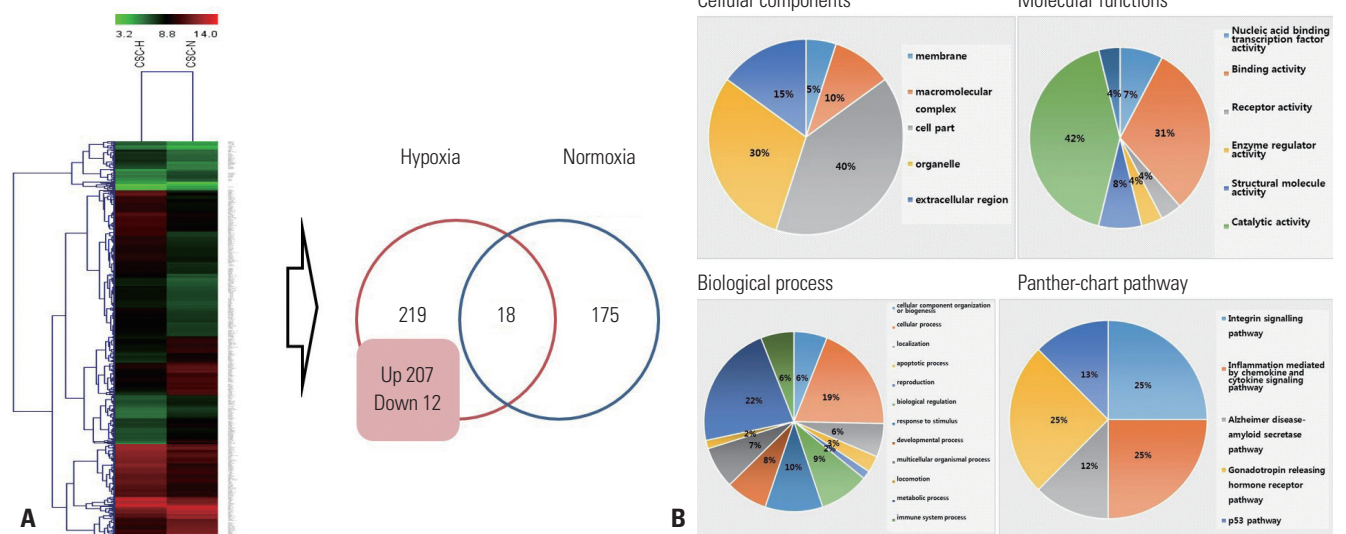 3.2 8.8 14.0
CSC-H
CSC-N
A
Hypoxia Normoxia
219 18 175
Up 207
Down 12
B
Cellular components
5%
10%
40%
30%
15%
membrane
macromolecular
complex
cell part
organelle
extracellular region
Molecular functions
4% 7%
31%
4%
4%
8%
42%
Nucleic acid binding
transcription factor
activity
Binding activity
Receptor activity
Enzyme regulator
activity
Structural molecule
activity
Catalytic activity
Biological process
6% 6%
19%
6%
3%
2%
9%
10%
8%
7%
2%
22%
cellular component organization
or biogenesis
cellular process
localization
apoptotic process
reproduction
biological regulation
response to stimulus
developmental process
multicellular organismal process
locomotion
metabolic process
immune system process
Panther-chart pathway
13%
25%
25%
12%
25%
Integrin signalling
pathway
Inflammation mediated
by chemokine and
cytokine signaling
pathway
Alzheimer disease-
amyloid secretase
pathway
Gonadotropin releasing
hormone receptor
pathway
p53 pathway